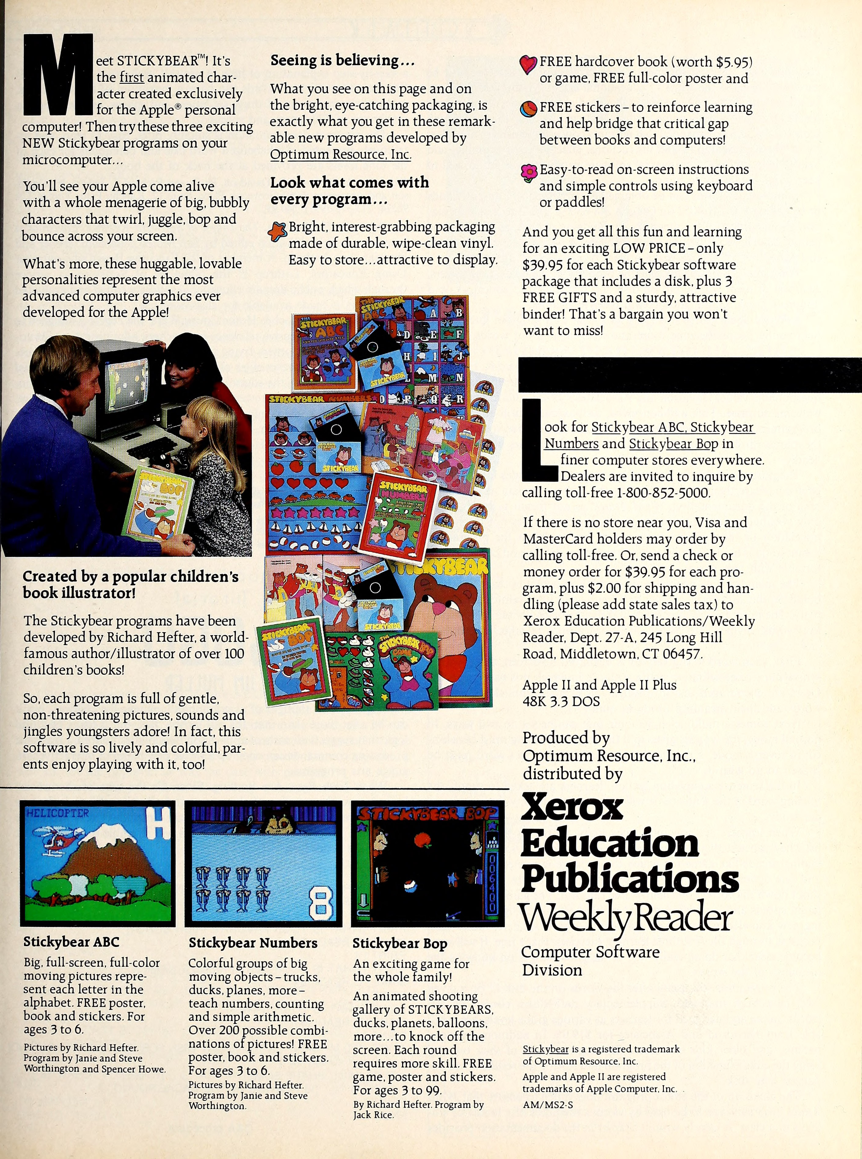 Meet STICKYBEAR™! It's
the first animated char-
acter created exclusively
for the Apple® personal
computer! Then try these three exciting
NEW Stickybear programs on your
microcomputer...
You'll see your Apple come alive
with a whole menagerie of big, bubbly
characters that twirl, juggle, bop and
bounce across your screen.
What's more, these huggable, lovable
personalities represent the most
advanced computer graphics ever
developed for the Apple!
Created by a popular children's
book illustrator!
The Stickybear programs have been
developed by Richard Hefter, a world-
famous author/illustrator of over 100
children's books!
So, each program is full of gentle,
non-threatening pictures, sounds and
jingles youngsters adore! In fact, this
software is so lively and colorful, par-
ents enjoy playing with it, too!
Seeing is believing...
What you see on this page and on
the bright, eye-catching packaging, is
exactly what you get in these remark-
able new programs developed by
Optimum Resource, Inc.
Look what comes with
every program...
Bright, interest-grabbing packaging
made of durable, wipe-clean vinyl.
Easy to store...attractive to display.
STICKYBEAR
ABC
STICKYBEAR NUMBERS
STICKYBEAR
NUMBERS
STICKYBEAR
STICKYBEAR
BOP
STICKYBEAR
FREE hardcover book (worth $5.95)
or game, FREE full-color poster and
FREE stickers – to reinforce learning
and help bridge that critical gap
between books and computers!
Easy-to-read on-screen instructions
and simple controls using keyboard
or paddles!
And you get all this fun and learning
for an exciting LOW PRICE – only
$39.95 for each Stickybear software
package that includes a disk, plus 3
FREE GIFTS and a sturdy, attractive
binder! That's a bargain you won't
want to miss!
Look for Stickybear ABC, Stickybear
Numbers and Stickybear Bop in
finer computer stores everywhere.
Dealers are invited to inquire by
calling toll-free 1-800-852-5000.
If there is no store near you, Visa and
MasterCard holders may order by
calling toll-free. Or, send a check or
money order for $39.95 for each pro-
gram, plus $2.00 for shipping and han-
dling (please add state sales tax) to
Xerox Education Publications/Weekly
Reader, Dept. 27-A, 245 Long Hill
Road, Middletown, CT 06457.
Apple II and Apple II Plus
48K 3.3 DOS
Produced by
Optimum Resource, Inc.,
distributed by
Xerox
Education
Publications
Weekly Reader
Computer Software
Division
Stickybear is a registered trademark
of Optimum Resource, Inc.
Apple and Apple II are registered
trademarks of Apple Computer, Inc.
AM/MS2-S
HELICOPTER
H
Stickybear ABC
Big, full-screen, full-color
moving pictures repre-
sent each letter in the
alphabet. FREE poster,
book and stickers. For
ages 3 to 6.
Pictures by Richard Hefter.
Program by Janie and Steve
Worthington and Spencer Howe.
8
Stickybear Numbers
Colorful groups of big
moving objects – trucks,
ducks, planes, more –
teach numbers, counting
and simple arithmetic.
Over 200 possible combi-
nations of pictures! FREE
poster, book and stickers.
For ages 3 to 6.
Pictures by Richard Hefter.
Program by Janie and Steve
Worthington.
STICKYBEAR BOP
006400
Stickybear Bop
An exciting game for
the whole family!
An animated shooting
gallery of STICKYBEARS,
ducks, planets, balloons,
more...to knock off the
screen. Each round
requires more skill. FREE
game, poster and stickers.
For ages 3 to 99.
By Richard Hefter. Program by
Jack Rice.